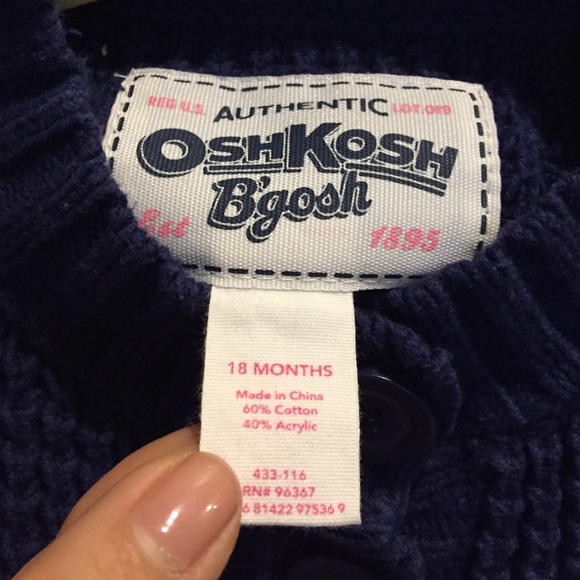 REG U.S. AUTHENTIC LOT.089
OSHKOSH
B'gosh
Est 1895
18 MONTHS
Made in China
60% Cotton
40% Acrylic
433-116
RN# 96367
6 81422 97536 9